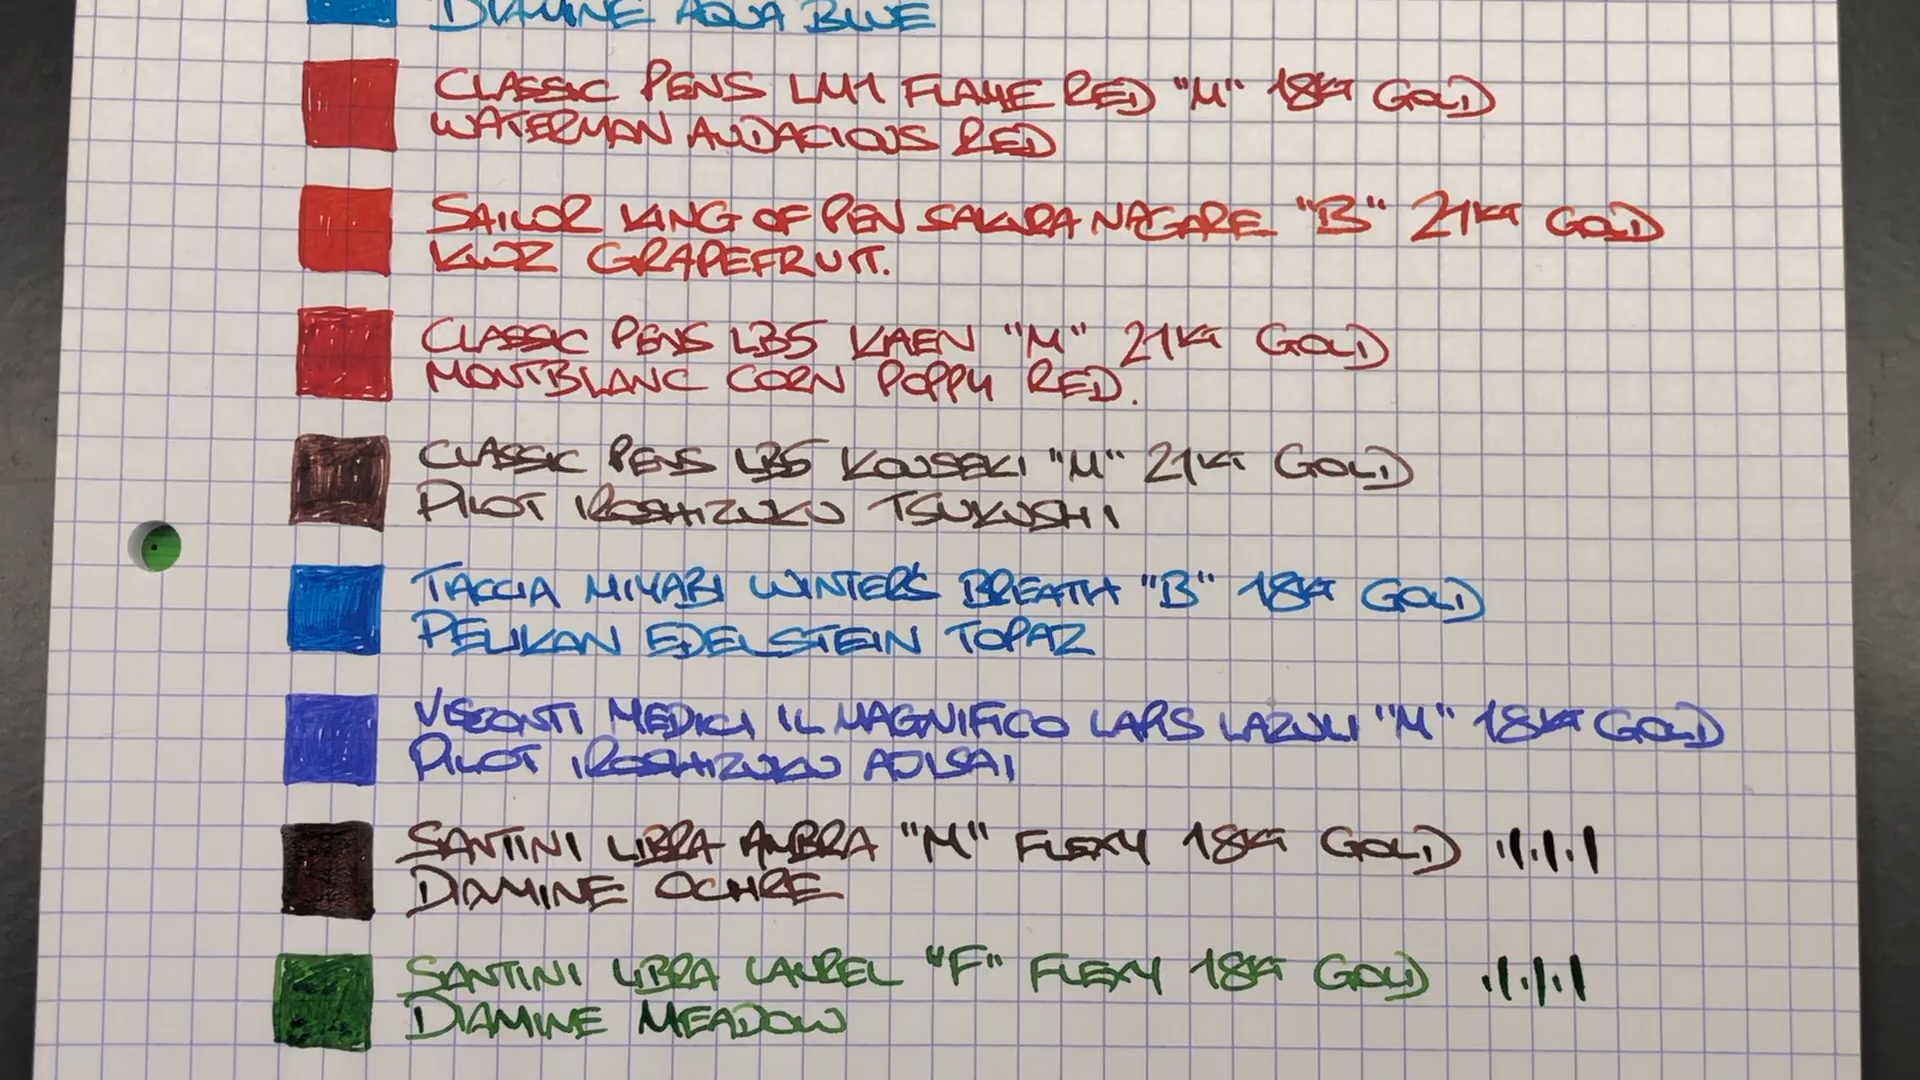 DIAMINE AQUA BLUE
CLASSIC PENS LM1 FLAME RED "M" 18KT GOLD
WATERMAN AUDACIOUS RED
SAILOR KING OF PEN SAKURA NAGARE "B" 21KT GOLD
KWZ GRAPEFRUIT.
CLASSIC PENS LB5 KAEN "M" 21KT GOLD
MONTBLANC CORN POPPY RED.
CLASSIC PENS LB5 KOUSEKI "M" 21KT GOLD
PILOT IROSHIZUKU TSUKUSHI
TACCIA MIYABI WINTER'S BREATH "B" 18KT GOLD
PELIKAN EDELSTEIN TOPAZ
VISCONTI MEDICI IL MAGNIFICO LAPIS LAZULI "M" 18KT GOLD
PILOT IROSHIZUKU AJISAI
SANTINI LIBRA AMBRA "M" FLEXY 18KT GOLD
DIAMINE OCHRE
SANTINI LIBRA LAUREL "F" FLEXY 18KT GOLD
DIAMINE MEADOW